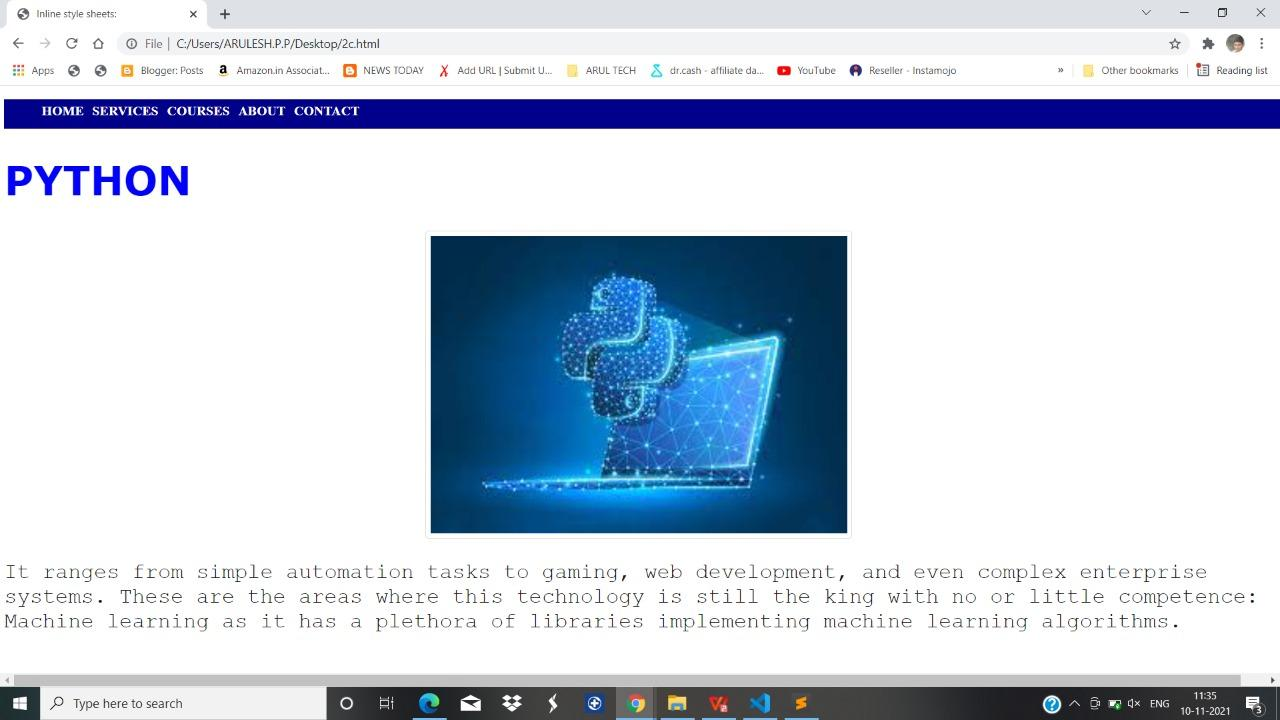 Inline style sheets:
File | C:/Users/ARULESH.P.P/Desktop/2c.html
Apps Blogger: Posts Amazon.in Associat... NEWS TODAY Add URL | Submit U... ARUL TECH dr.cash - affiliate da... YouTube Reseller - Instamojo » Other bookmarks Reading list
HOME SERVICES COURSES ABOUT CONTACT
PYTHON
It ranges from simple automation tasks to gaming, web development, and even complex enterprise
systems. These are the areas where this technology is still the king with no or little competence:
Machine learning as it has a plethora of libraries implementing machine learning algorithms.
Type here to search
ENG
11:35
10-11-2021
3